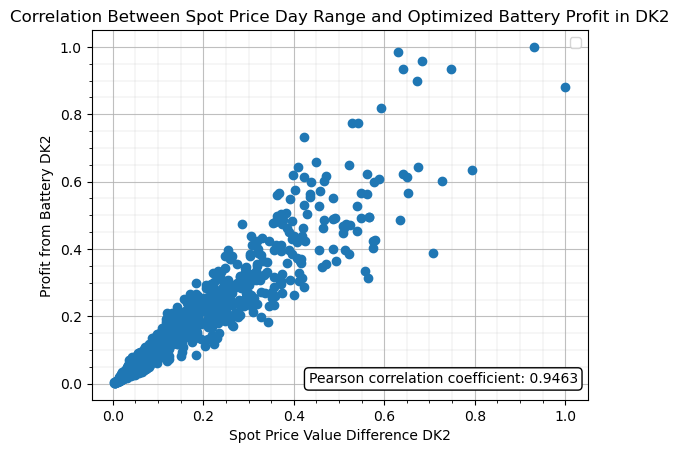 Correlation Between Spot Price Day Range and Optimized Battery Profit in DK2
1.0
0.8
0.6
0.4
0.2
0.0
Profit from Battery DK2
Pearson correlation coefficient: 0.9463
0.0 0.2 0.4 0.6 0.8 1.0
Spot Price Value Difference DK2